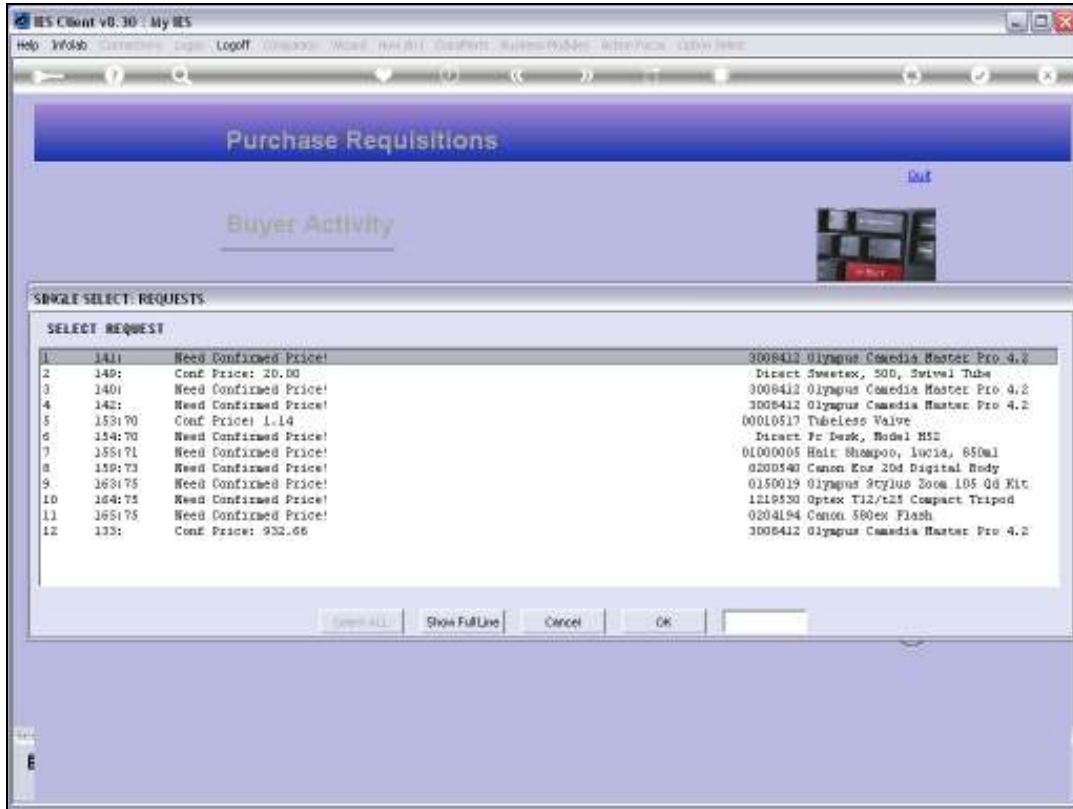 IES Client v0.30 : My IES
Help Infolab Logoff
Purchase Requisitions
Quit
Buyer Activity
SINGLE SELECT: REQUESTS
SELECT REQUEST
1 141: Need Confirmed Price! 3008412 Olympus Camedia Master Pro 4.2
2 149: Conf Price: 20.00 Direct Sweetex, 500, Swivel Tube
3 140: Need Confirmed Price! 3008412 Olympus Camedia Master Pro 4.2
4 142: Need Confirmed Price! 3008412 Olympus Camedia Master Pro 4.2
5 153:70 Conf Price: 1.14 00010517 Tubeless Valve
6 154:70 Need Confirmed Price! Direct Pc Desk, Model M52
7 155:71 Need Confirmed Price! 01000005 Hair Shampoo, Lucia, 850ml
8 159:73 Need Confirmed Price! 0200540 Canon Eos 20d Digital Body
9 163:75 Need Confirmed Price! 0150019 Olympus Stylus Zoom 105 Qd Kit
10 164:75 Need Confirmed Price! 1219530 Optex T12/t25 Compact Tripod
11 165:75 Need Confirmed Price! 0204194 Canon 580ex Flash
12 133: Conf Price: 932.66 3008412 Olympus Camedia Master Pro 4.2
Select ALL Show Full Line Cancel OK